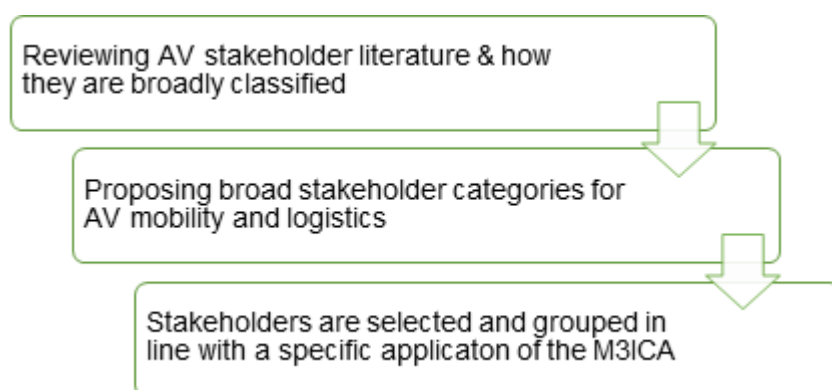 Reviewing AV stakeholder literature & how
they are broadly classified
Proposing broad stakeholder categories for
AV mobility and logistics
Stakeholders are selected and grouped in
line with a specific applicaton of the M3ICA